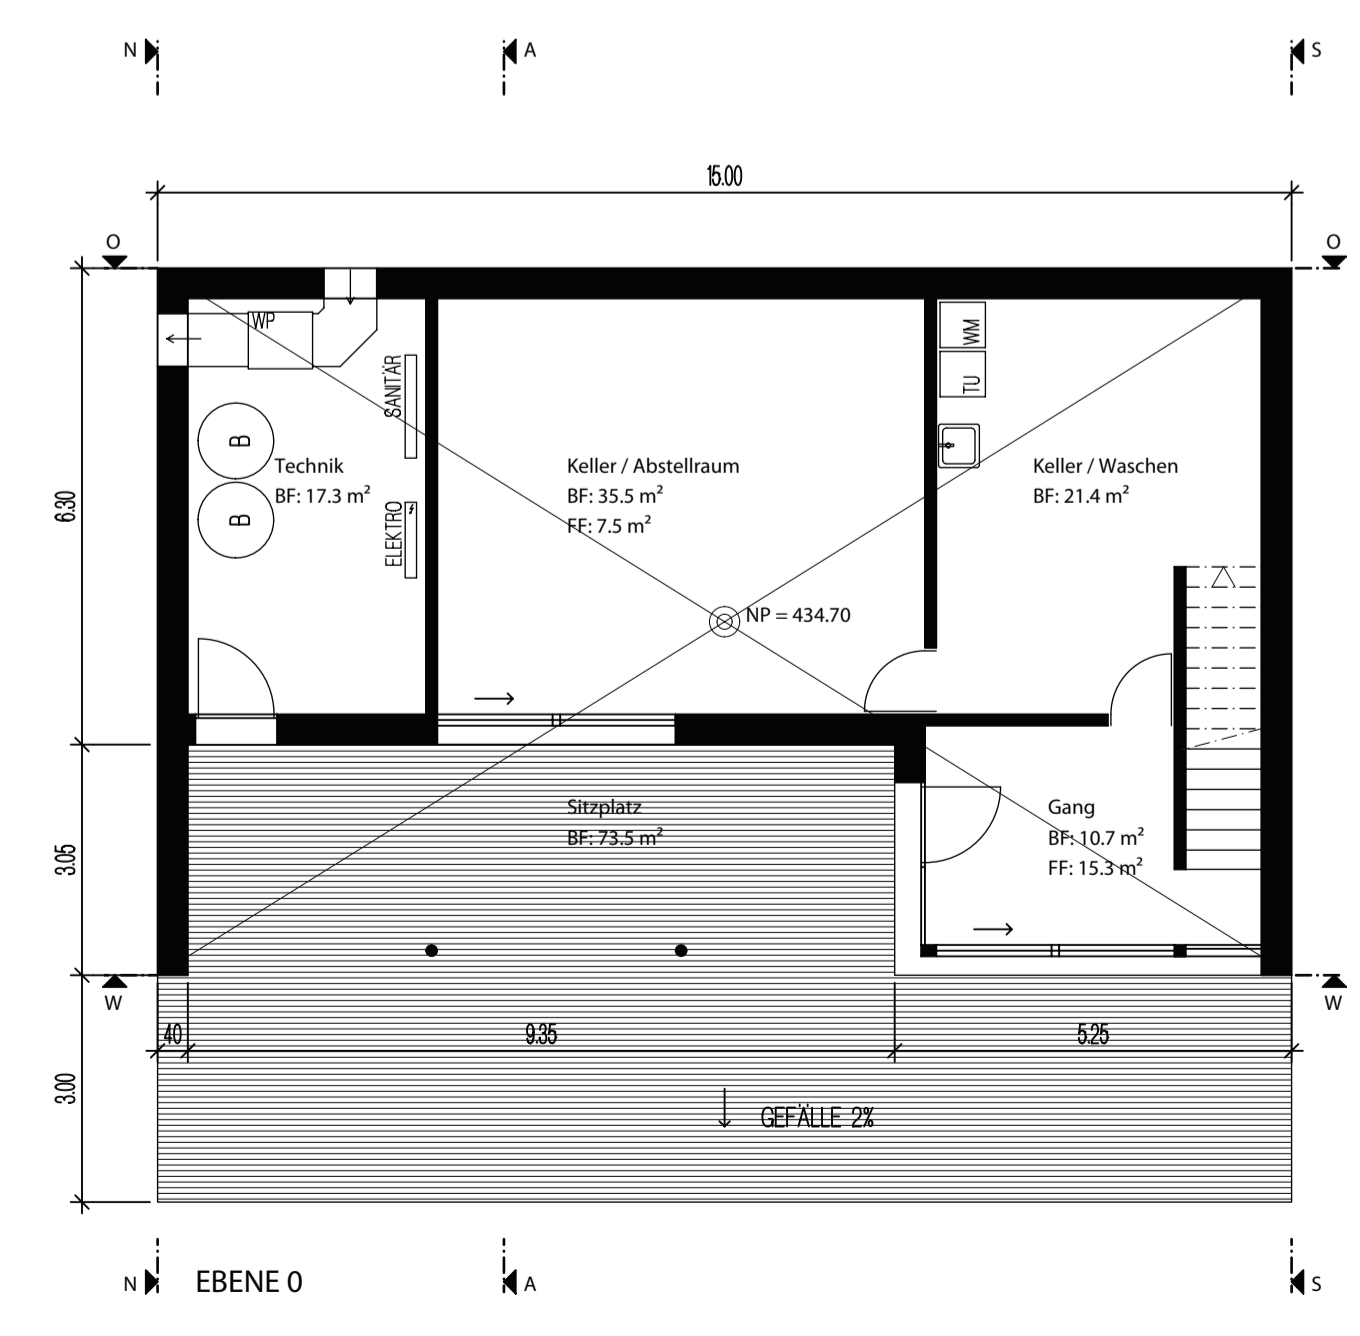 N
A
S
15.00
O
O
WP
WM
SANITÄR
TU
B
Technik
BF: 17.3 m²
Keller / Abstellraum
BF: 35.5 m²
FF: 7.5 m²
Keller / Waschen
BF: 21.4 m²
6.30
B
ELEKTRO
NP = 434.70
Sitzplatz
BF: 73.5 m²
Gang
BF: 10.7 m²
FF: 15.3 m²
3.05
W
W
40
9.35
5.25
3.00
GEFÄLLE 2%
N
EBENE 0
A
S